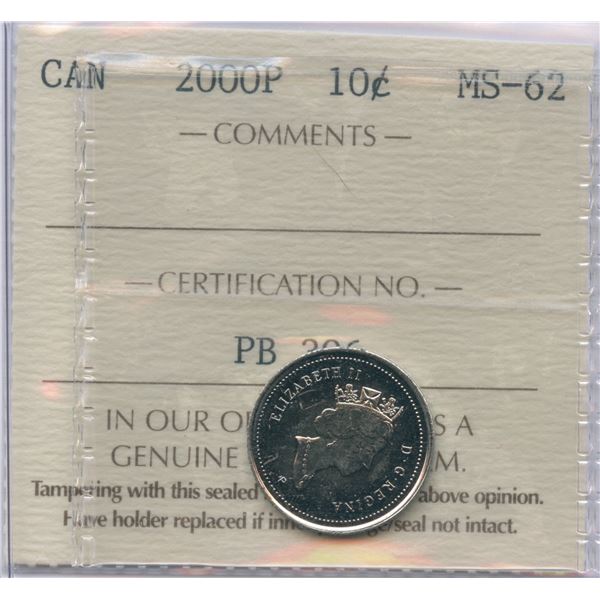 CAN 2000P 10¢ MS-62
— COMMENTS —
— CERTIFICATION NO. —
PB 306
ELIZABETH II
D·G·REGINA
P
IN OUR S A
GENUINE M.
Tampering with this sealed above opinion.
Have holder replaced if seal not intact.